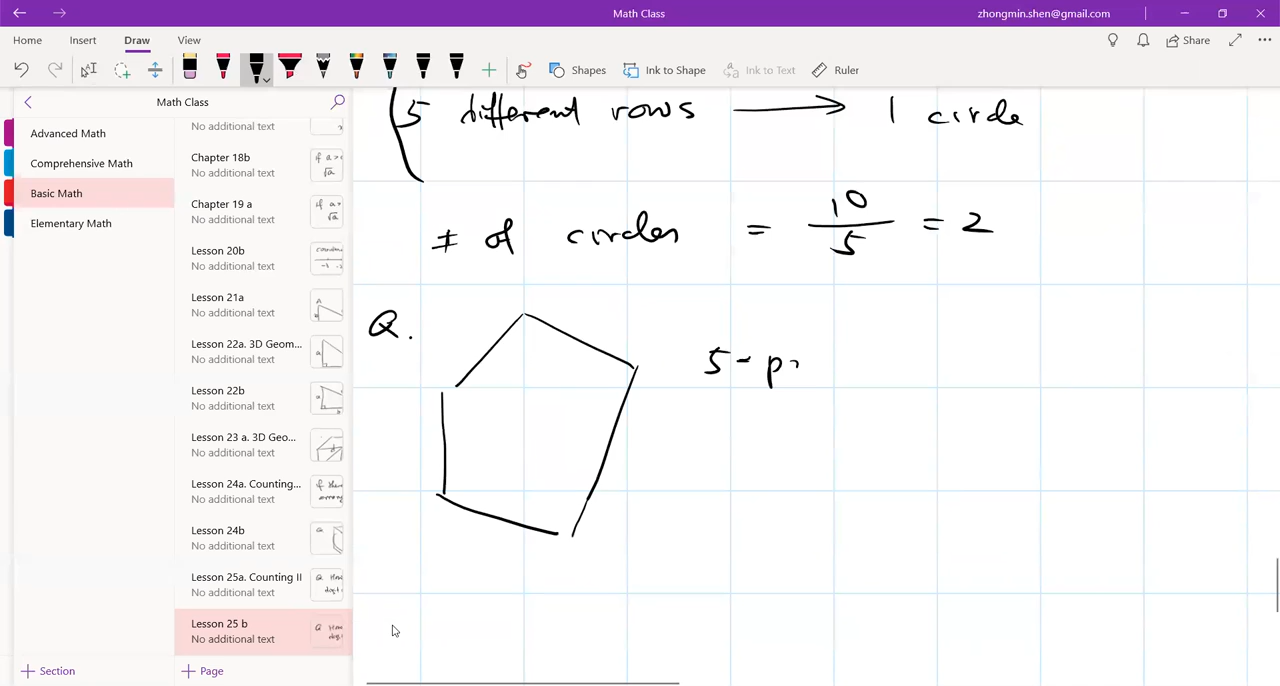 Math Class
zhongmin.shen@gmail.com
Home
Insert
Draw
View
Share
Shapes
Ink to Shape
Ink to Text
Ruler
Math Class
Advanced Math
Comprehensive Math
Basic Math
Elementary Math
Section
No additional text
Chapter 18b
No additional text
Chapter 19 a
No additional text
Lesson 20b
No additional text
Lesson 21a
No additional text
Lesson 22a. 3D Geom...
No additional text
Lesson 22b
No additional text
Lesson 23 a. 3D Geo...
No additional text
Lesson 24a. Counting...
No additional text
Lesson 24b
No additional text
Lesson 25a. Counting II
No additional text
Lesson 25 b
No additional text
Page
5 different rows → 1 circle
# of circles = 10/5 = 2
Q.
5 - p